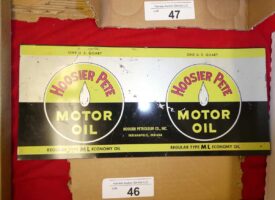 47
ONE U.S. QUART
ONE U.S. QUART
HOOSIER PETE
MOTOR
OIL
HOOSIER PETROLEUM CO., INC.
INDIANAPOLIS, INDIANA
HOOSIER PETE
MOTOR
OIL
REGULAR TYPE ML ECONOMY OIL
REGULAR TYPE ML ECONOMY OIL
46